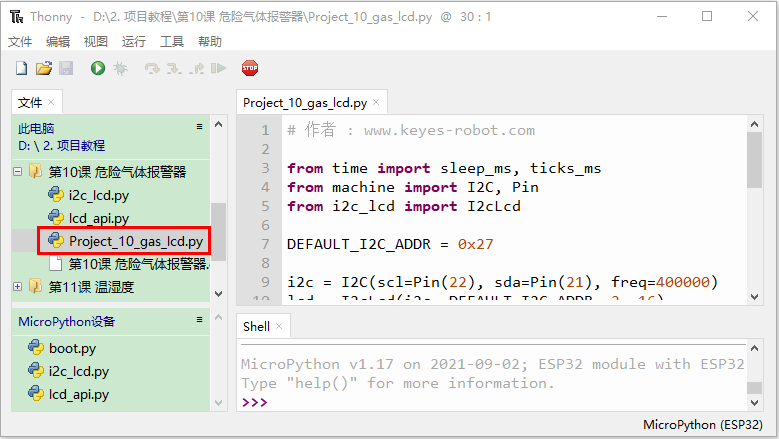 Thonny - D:\2. 项目教程\第10课 危险气体报警器\Project_10_gas_lcd.py @ 30 : 1
文件 编辑 视图 运行 工具 帮助
STOP
文件
此电脑
D: \ 2. 项目教程
第10课 危险气体报警器
i2c_lcd.py
lcd_api.py
Project_10_gas_lcd.py
第10课 危险气体报警器.
第11课 温湿度
MicroPython设备
boot.py
i2c_lcd.py
lcd_api.py
Project_10_gas_lcd.py
1 # 作者 : www.keyes-robot.com
2
3 from time import sleep_ms, ticks_ms
4 from machine import I2C, Pin
5 from i2c_lcd import I2cLcd
6
7 DEFAULT_I2C_ADDR = 0x27
8
9 i2c = I2C(scl=Pin(22), sda=Pin(21), freq=400000)
10 lcd = I2cLcd(i2c, DEFAULT_I2C_ADDR, 2, 16)
Shell
MicroPython v1.17 on 2021-09-02; ESP32 module with ESP32
Type "help()" for more information.
>>>
MicroPython (ESP32)